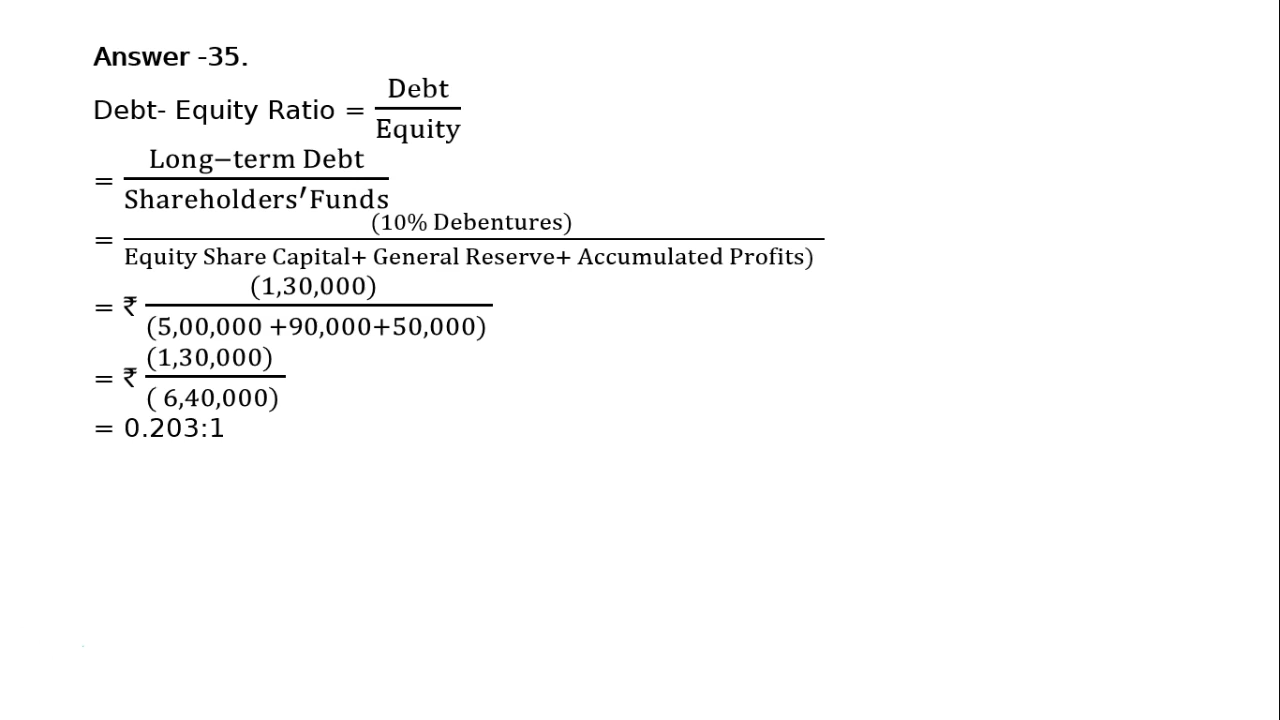 Answer -35.
Debt- Equity Ratio = Debt / Equity
= Long−term Debt / Shareholders′Funds
= (10% Debentures) / Equity Share Capital+ General Reserve+ Accumulated Profits)
= ₹ (1,30,000) / (5,00,000 +90,000+50,000)
= ₹ (1,30,000) / ( 6,40,000)
= 0.203:1